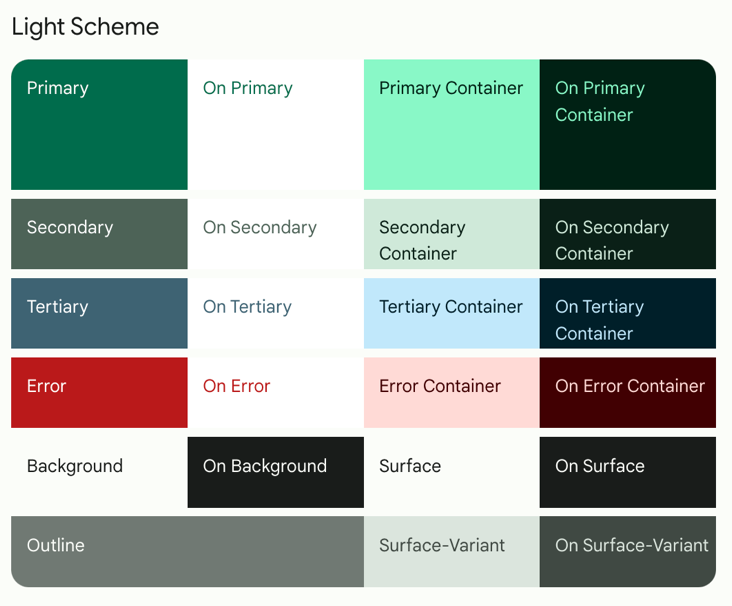 Light Scheme
Primary
On Primary
Primary Container
On Primary
Container
Secondary
On Secondary
Secondary
Container
On Secondary
Container
Tertiary
On Tertiary
Tertiary Container
On Tertiary
Container
Error
On Error
Error Container
On Error Container
Background
On Background
Surface
On Surface
Outline
Surface-Variant
On Surface-Variant